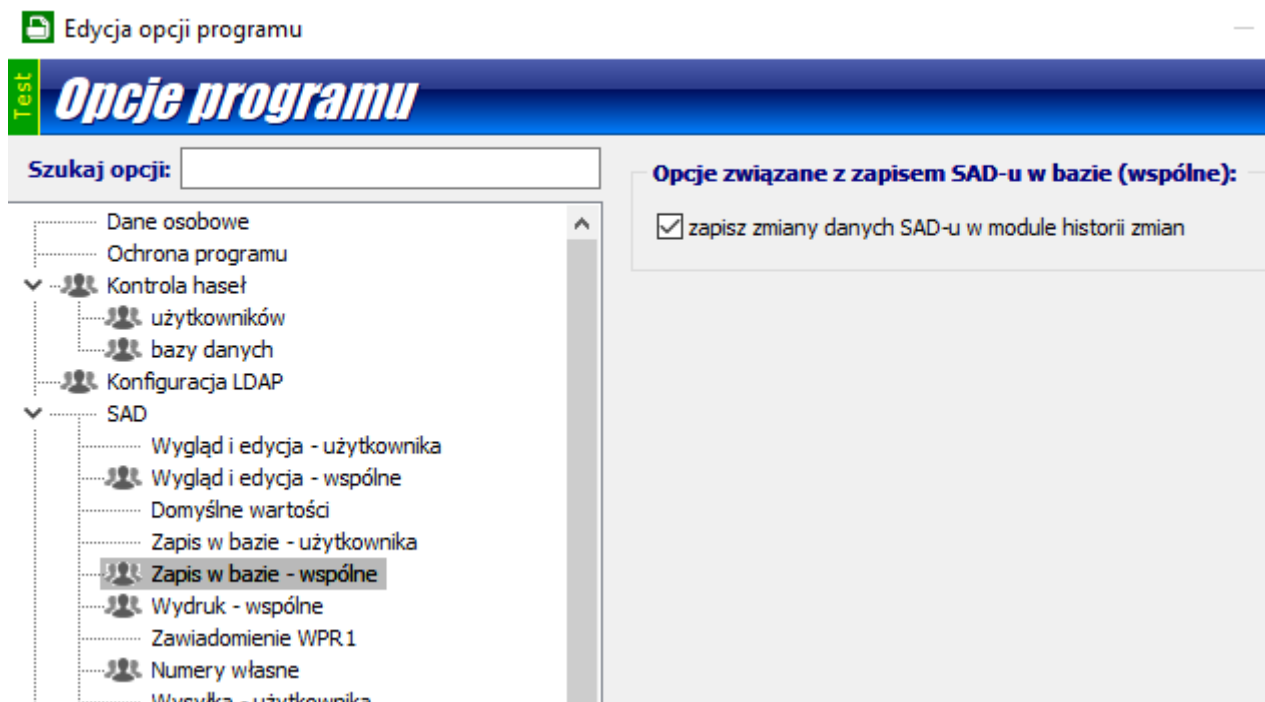 Edycja opcji programu
Test
Opcje programu
Szukaj opcji:
Dane osobowe
Ochrona programu
Kontrola haseł
użytkowników
bazy danych
Konfiguracja LDAP
SAD
Wygląd i edycja - użytkownika
Wygląd i edycja - wspólne
Domyślne wartości
Zapis w bazie - użytkownika
Zapis w bazie - wspólne
Wydruk - wspólne
Zawiadomienie WPR1
Numery własne
Wysyłka - użytkownika
Opcje związane z zapisem SAD-u w bazie (wspólne):
zapisz zmiany danych SAD-u w module historii zmian